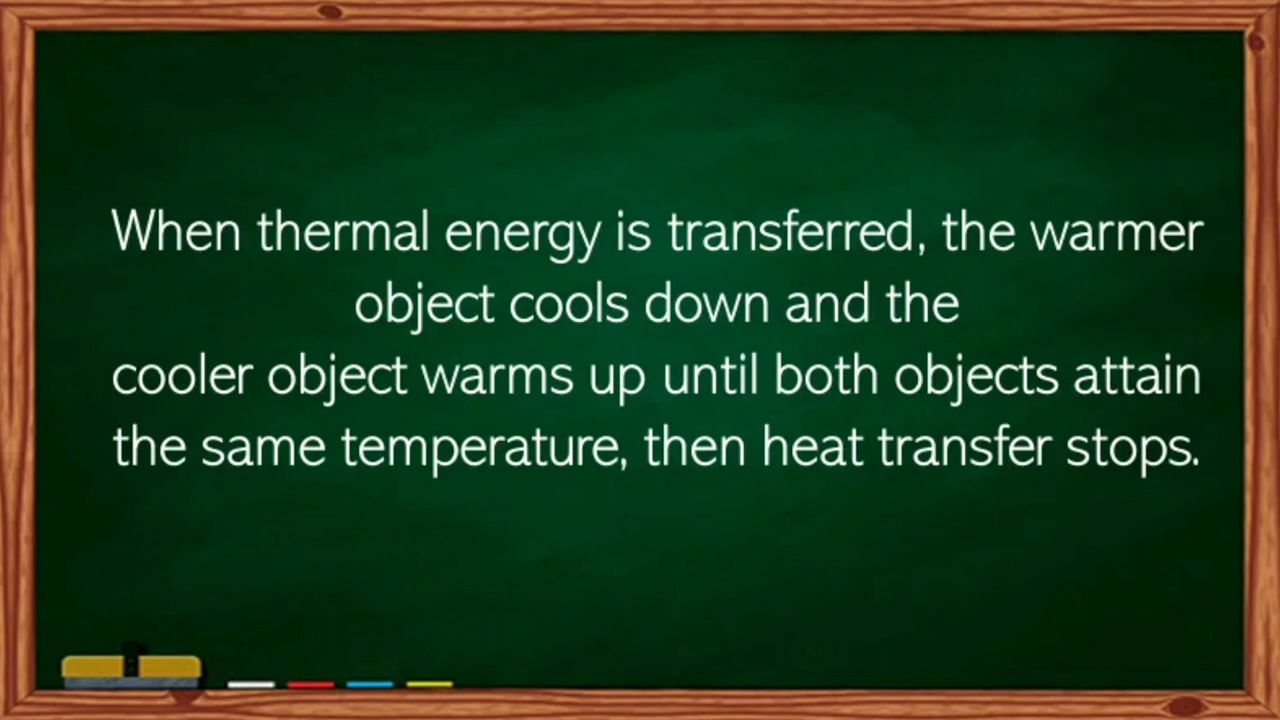 When thermal energy is transferred, the warmer
object cools down and the
cooler object warms up until both objects attain
the same temperature, then heat transfer stops.